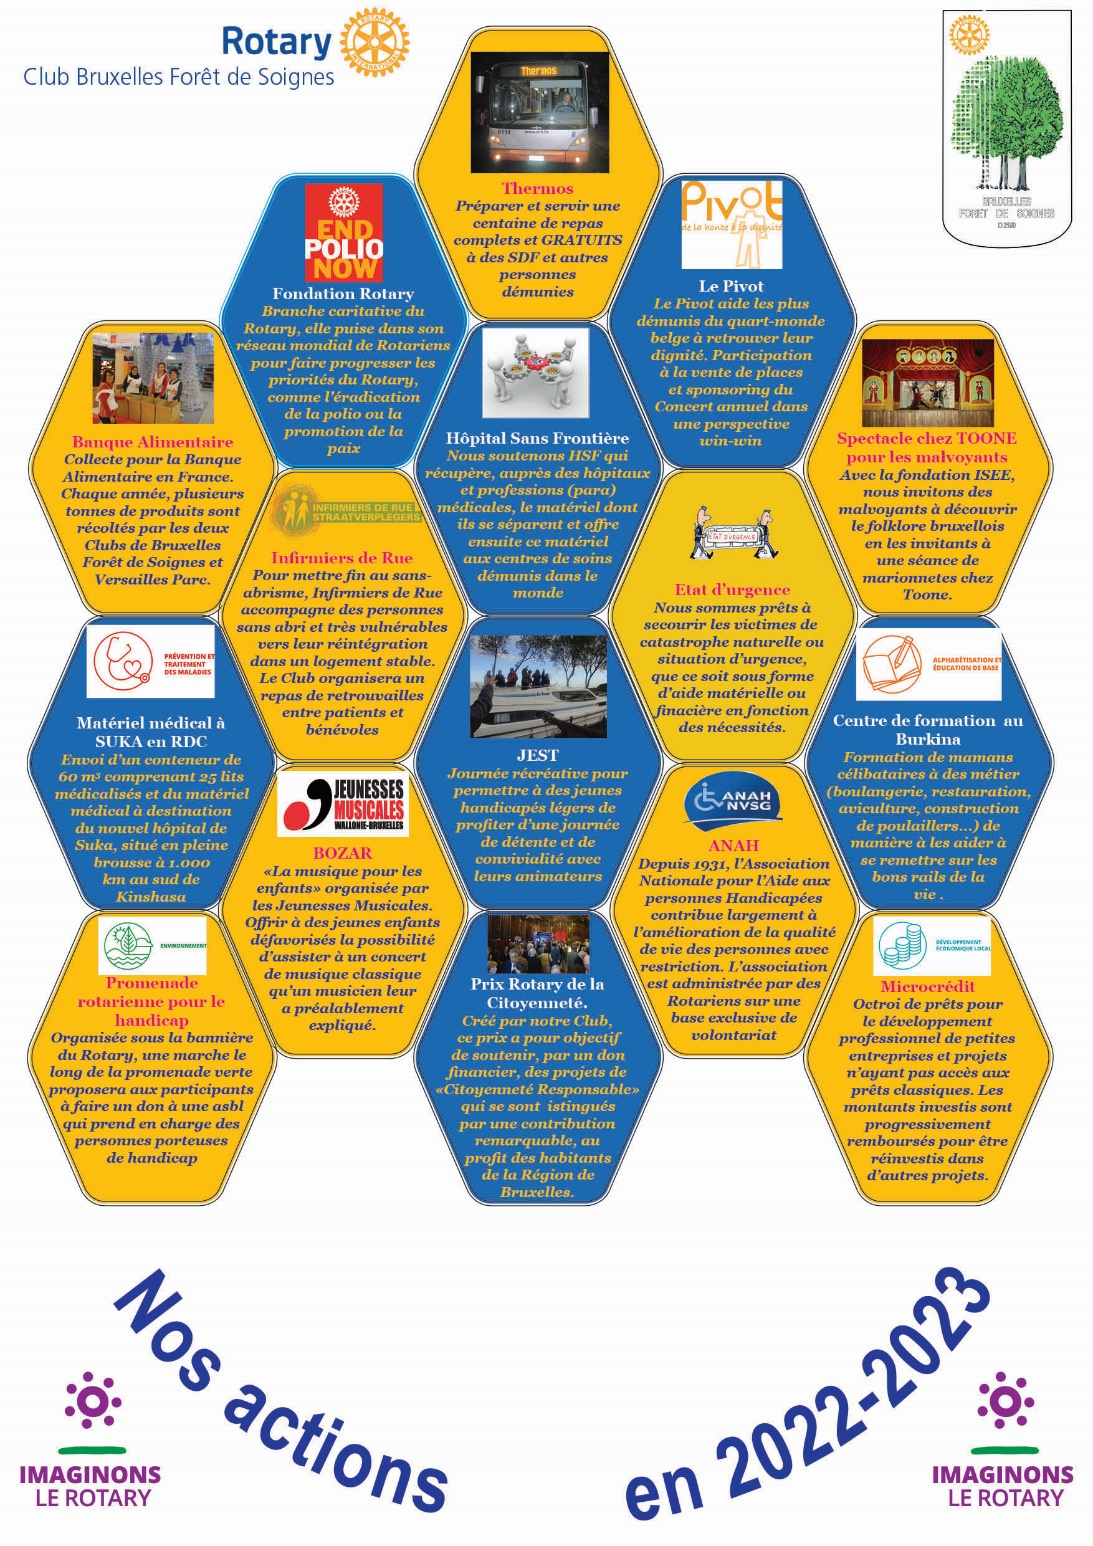 Rotary
Club Bruxelles Forêt de Soignes
ROTARY
INTERNATIONAL
BRUXELLES
FORET DE SOIGNES
Thermos
Thermos
Préparer et servir une
centaine de repas
complets et GRATUITS
à des SDF et autres
personnes
démunies
END
POLIO
NOW
Fondation Rotary
Branche caritative du
Rotary, elle puise dans son
réseau mondial de Rotariens
pour faire progresser les
priorités du Rotary,
comme l'éradication
de la polio ou la
promotion de la
paix
Pivot
de la honte à la dignité
Le Pivot
Le Pivot aide les plus
démunis du quart-monde
belge à retrouver leur
dignité. Participation
à la vente de places
et sponsoring du
Concert annuel dans
une perspective
win-win
Banque Alimentaire
Collecte pour la Banque
Alimentaire en France.
Chaque année, plusieurs
tonnes de produits sont
récoltés par les deux
Clubs de Bruxelles
Forêt de Soignes et
Versailles Parc.
Hôpital Sans Frontière
Nous soutenons HSF qui
récupère, auprès des hôpitaux
et professions (para)
médicales, le matériel dont
ils se séparent et offre
ensuite ce matériel
aux centres de soins
démunis dans le
monde
Spectacle chez TOONE
pour les malvoyants
Avec la fondation ISEE,
nous invitons des
malvoyants à découvrir
le folklore bruxellois
en les invitants à
une séance de
marionnetes chez
Toone.
INFIRMIERS DE RUE
STRAATVERPLEGERS
Infirmiers de Rue
Pour mettre fin au sans-
abrisme, Infirmiers de Rue
accompagne des personnes
sans abri et très vulnérables
vers leur réintégration
dans un logement stable.
Le Club organisera un
repas de retrouvailles
entre patients et
bénévoles
ETAT D'URGENCE
Etat d'urgence
Nous sommes prêts à
secourir les victimes de
catastrophe naturelle ou
situation d'urgence,
que ce soit sous forme
d'aide matérielle ou
finacière en fonction
des nécessités.
PRÉVENTION ET
TRAITEMENT
DES MALADIES
Matériel médical à
SUKA en RDC
Envoi d'un conteneur de
60 m³ comprenant 25 lits
médicalisés et du matériel
médical à destination
du nouvel hôpital de
Suka, situé en pleine
brousse à 1.000
km au sud de
Kinshasa
JEST
Journée récréative pour
permettre à des jeunes
handicapés légers de
profiter d'une journée
de détente et de
convivialité avec
leurs animateurs
ALPHABÉTISATION ET
ÉDUCATION DE BASE
Centre de formation au
Burkina
Formation de mamans
célibataires à des métier
(boulangerie, restauration,
aviculture, construction
de poulaillers...) de
manière à les aider à
se remettre sur les
bons rails de la
vie .
JEUNESSES
MUSICALES
WALLONIE-BRUXELLES
BOZAR
«La musique pour les
enfants» organisée par
les Jeunesses Musicales.
Offrir à des jeunes enfants
défavorisés la possibilité
d'assister à un concert
de musique classique
qu'un musicien leur
a préalablement
expliqué.
ANAH
NVSG
ANAH
Depuis 1931, l'Association
Nationale pour l'Aide aux
personnes Handicapées
contribue largement à
l'amélioration de la qualité
de vie des personnes avec
restriction. L'association
est administrée par des
Rotariens sur une
base exclusive de
volontariat
ENVIRONNEMENT
Promenade
rotarienne pour le
handicap
Organisée sous la bannière
du Rotary, une marche le
long de la promenade verte
proposera aux participants
à faire un don à une asbl
qui prend en charge des
personnes porteuses
de handicap
Prix Rotary de la
Citoyenneté.
Créé par notre Club,
ce prix a pour objectif
de soutenir, par un don
financier, des projets de
«Citoyenneté Responsable»
qui se sont istingués
par une contribution
remarquable, au
profit des habitants
de la Région de
Bruxelles.
DÉVELOPPEMENT
ÉCONOMIQUE LOCAL
Microcrédit
Octroi de prêts pour
le développement
professionnel de petites
entreprises et projets
n'ayant pas accès aux
prêts classiques. Les
montants investis sont
progressivement
remboursés pour être
réinvestis dans
d'autres projets.
Nos actions
en 2022-2023
IMAGINONS
LE ROTARY
IMAGINONS
LE ROTARY